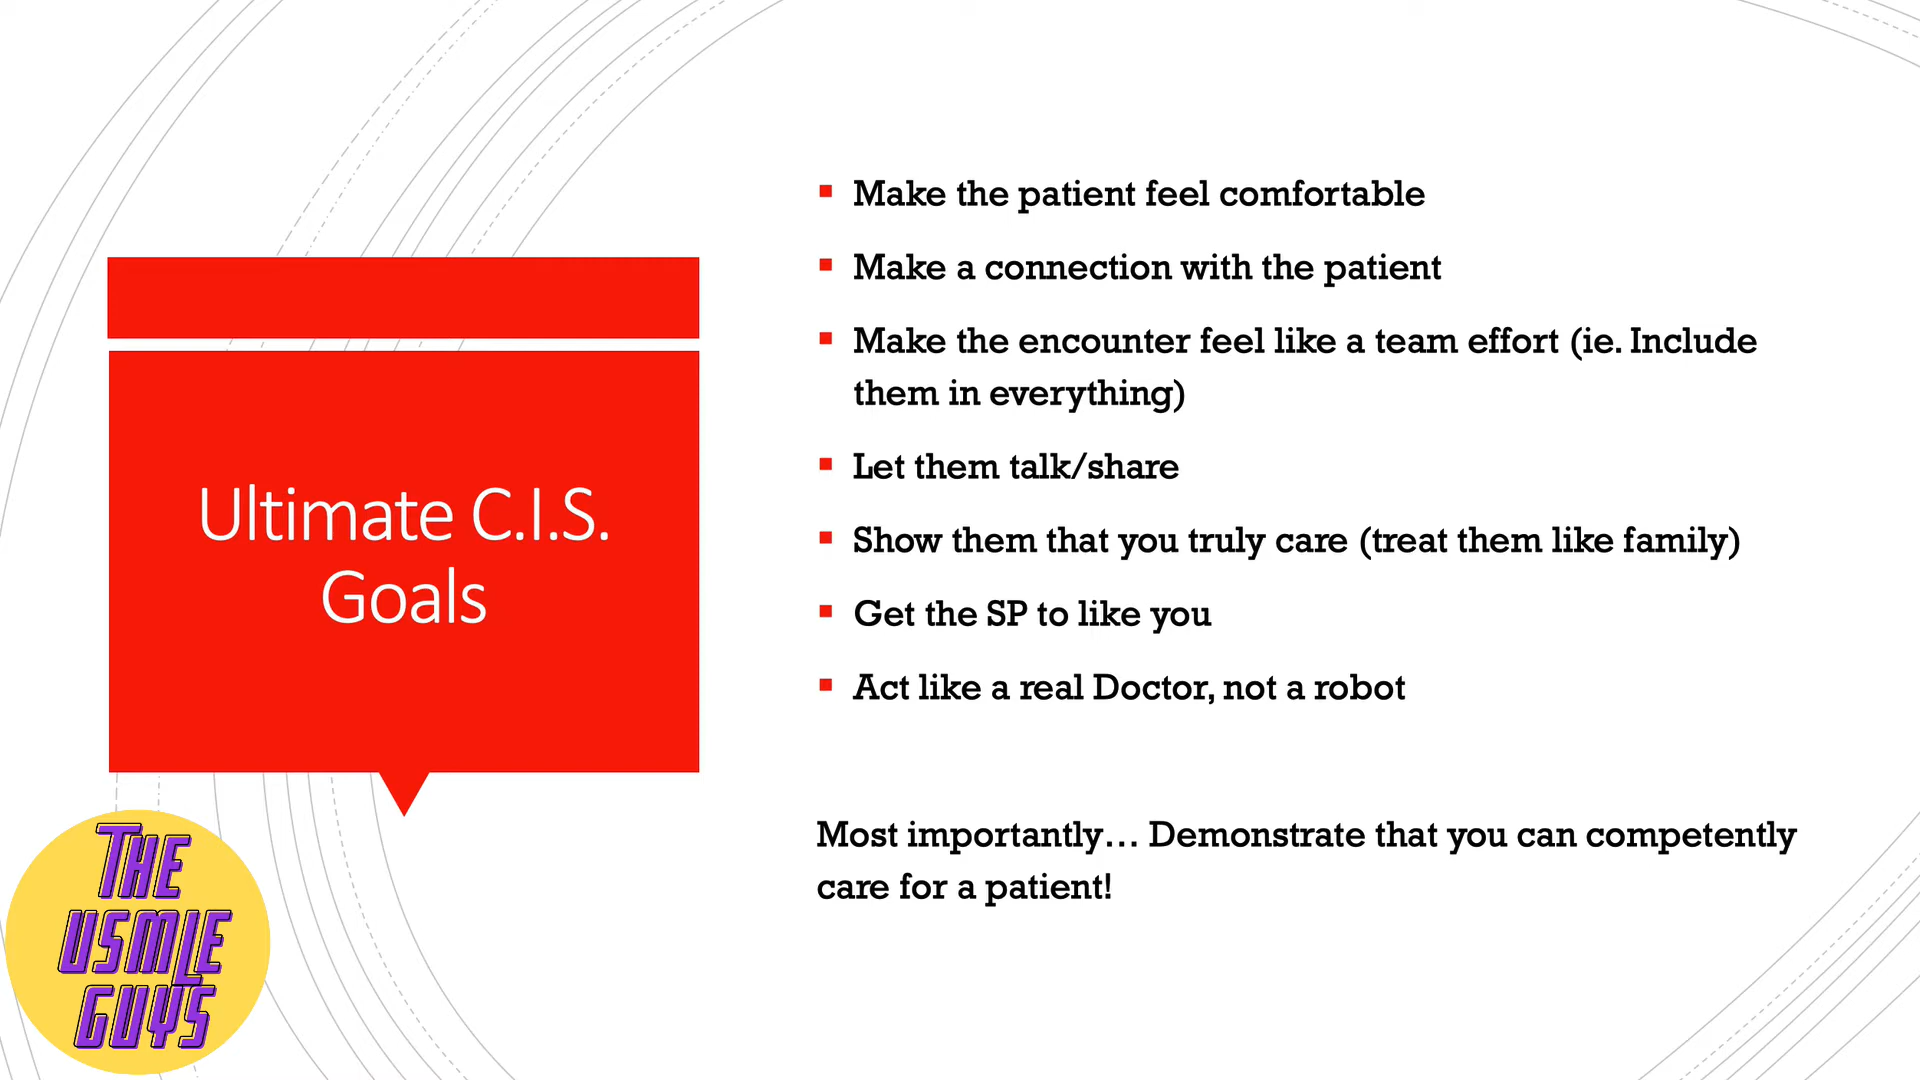 Ultimate C.I.S.
Goals
Make the patient feel comfortable
Make a connection with the patient
Make the encounter feel like a team effort (ie. Include
them in everything)
Let them talk/share
Show them that you truly care (treat them like family)
Get the SP to like you
Act like a real Doctor, not a robot
Most importantly... Demonstrate that you can competently
care for a patient!
THE
USMLE
GUYS